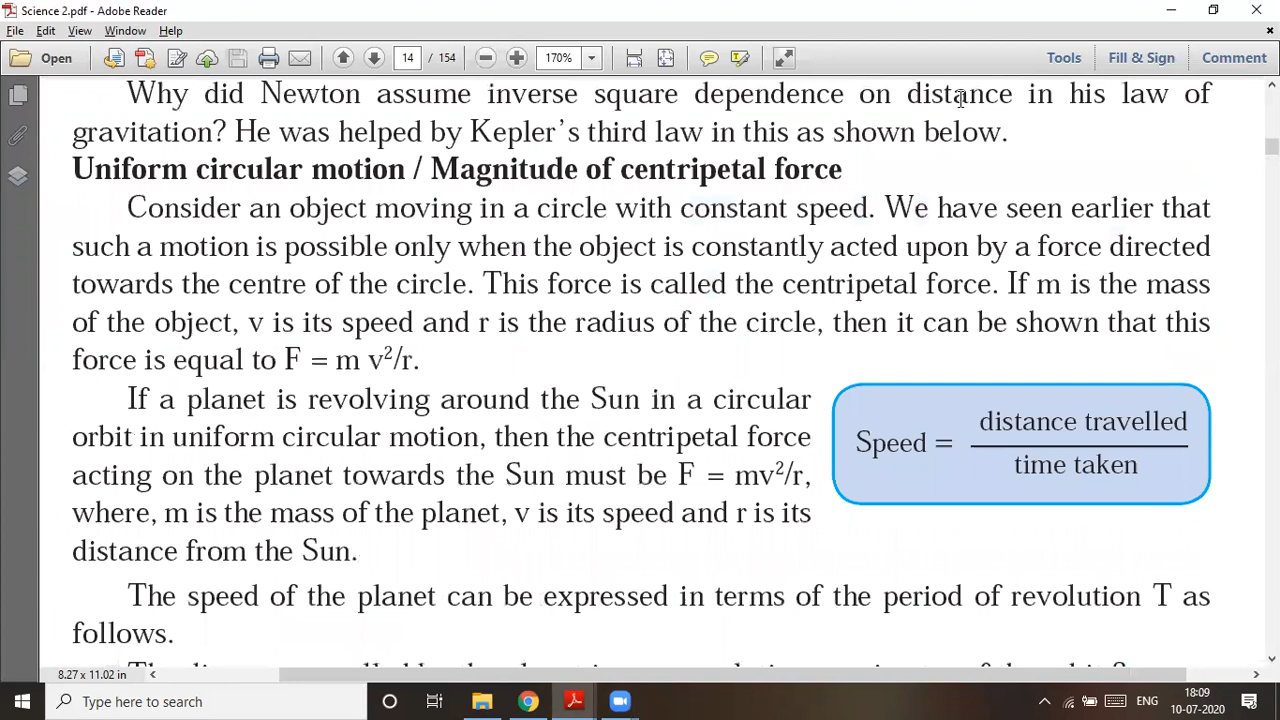 Science 2.pdf - Adobe Reader
File Edit View Window Help
Open 14 / 154 170% Tools Fill & Sign Comment
Why did Newton assume inverse square dependence on distance in his law of
gravitation? He was helped by Kepler's third law in this as shown below.
Uniform circular motion / Magnitude of centripetal force
Consider an object moving in a circle with constant speed. We have seen earlier that
such a motion is possible only when the object is constantly acted upon by a force directed
towards the centre of the circle. This force is called the centripetal force. If m is the mass
of the object, v is its speed and r is the radius of the circle, then it can be shown that this
force is equal to F = m v²/r.
If a planet is revolving around the Sun in a circular
orbit in uniform circular motion, then the centripetal force
acting on the planet towards the Sun must be F = mv²/r,
where, m is the mass of the planet, v is its speed and r is its
distance from the Sun.
Speed = distance travelled
time taken
The speed of the planet can be expressed in terms of the period of revolution T as
follows.
8.27 x 11.02 in
Type here to search
ENG
18:09
10-07-2020